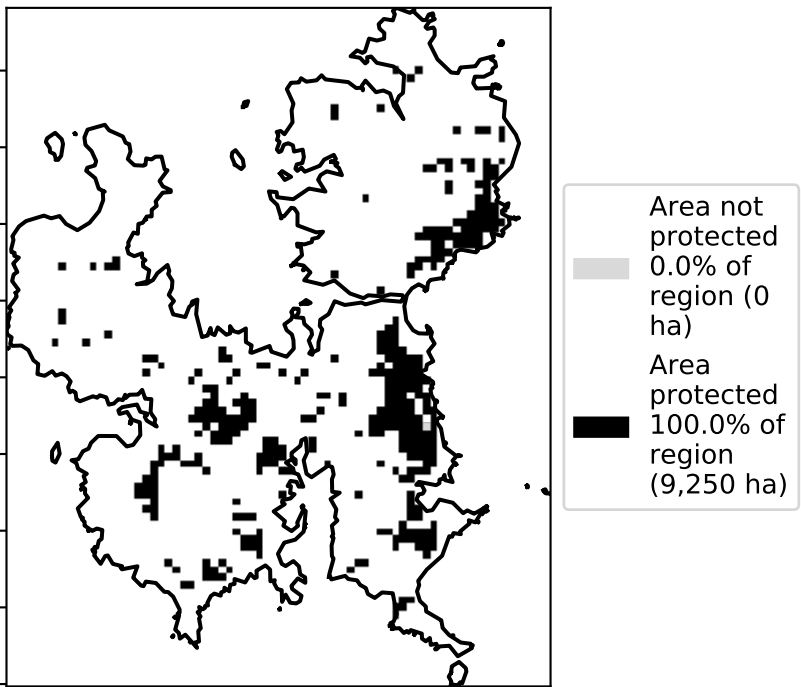 Area not
protected
0.0% of
region (0
ha)
Area
protected
100.0% of
region
(9,250 ha)